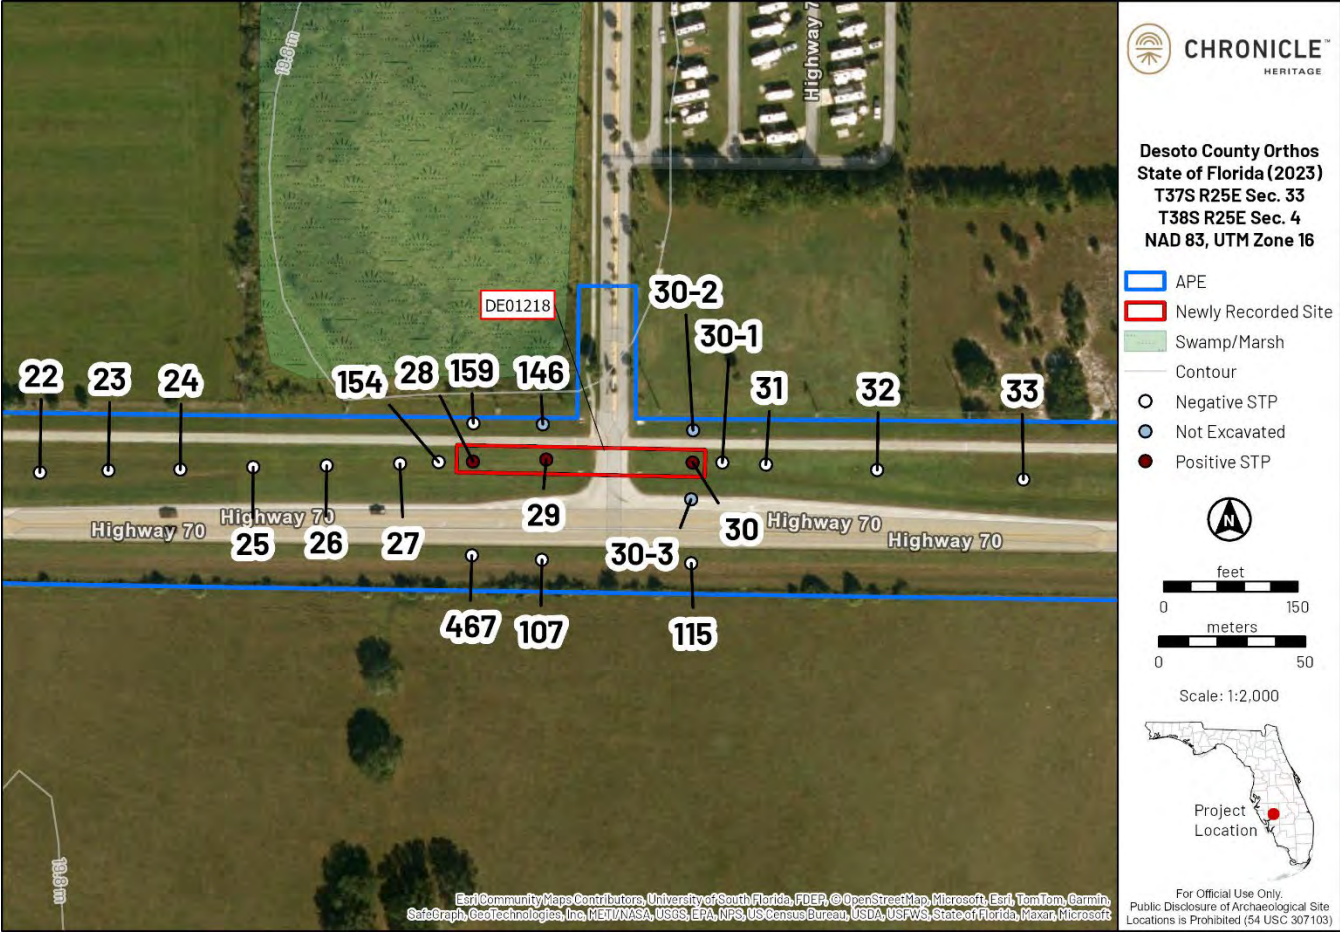 19.8 m
Highway 7
DE01218
30-2
30-1
22
23
24
154
28
159
146
31
32
33
Highway 70
Highway 70
25
26
27
29
30-3
30
Highway 70
Highway 70
467
107
115
19.8 m
Esri Community Maps Contributors, University of South Florida, FDEP, © OpenStreetMap, Microsoft, Esri, TomTom, Garmin,
SafeGraph, GeoTechnologies, Inc, METI/NASA, USGS, EPA, NPS, US Census Bureau, USDA, USFWS, State of Florida, Maxar, Microsoft
CHRONICLE™
HERITAGE
Desoto County Orthos
State of Florida (2023)
T37S R25E Sec. 33
T38S R25E Sec. 4
NAD 83, UTM Zone 16
APE
Newly Recorded Site
Swamp/Marsh
Contour
Negative STP
Not Excavated
Positive STP
N
feet
0 150
meters
0 50
Scale: 1:2,000
Project
Location
For Official Use Only.
Public Disclosure of Archaeological Site
Locations is Prohibited (54 USC 307103)